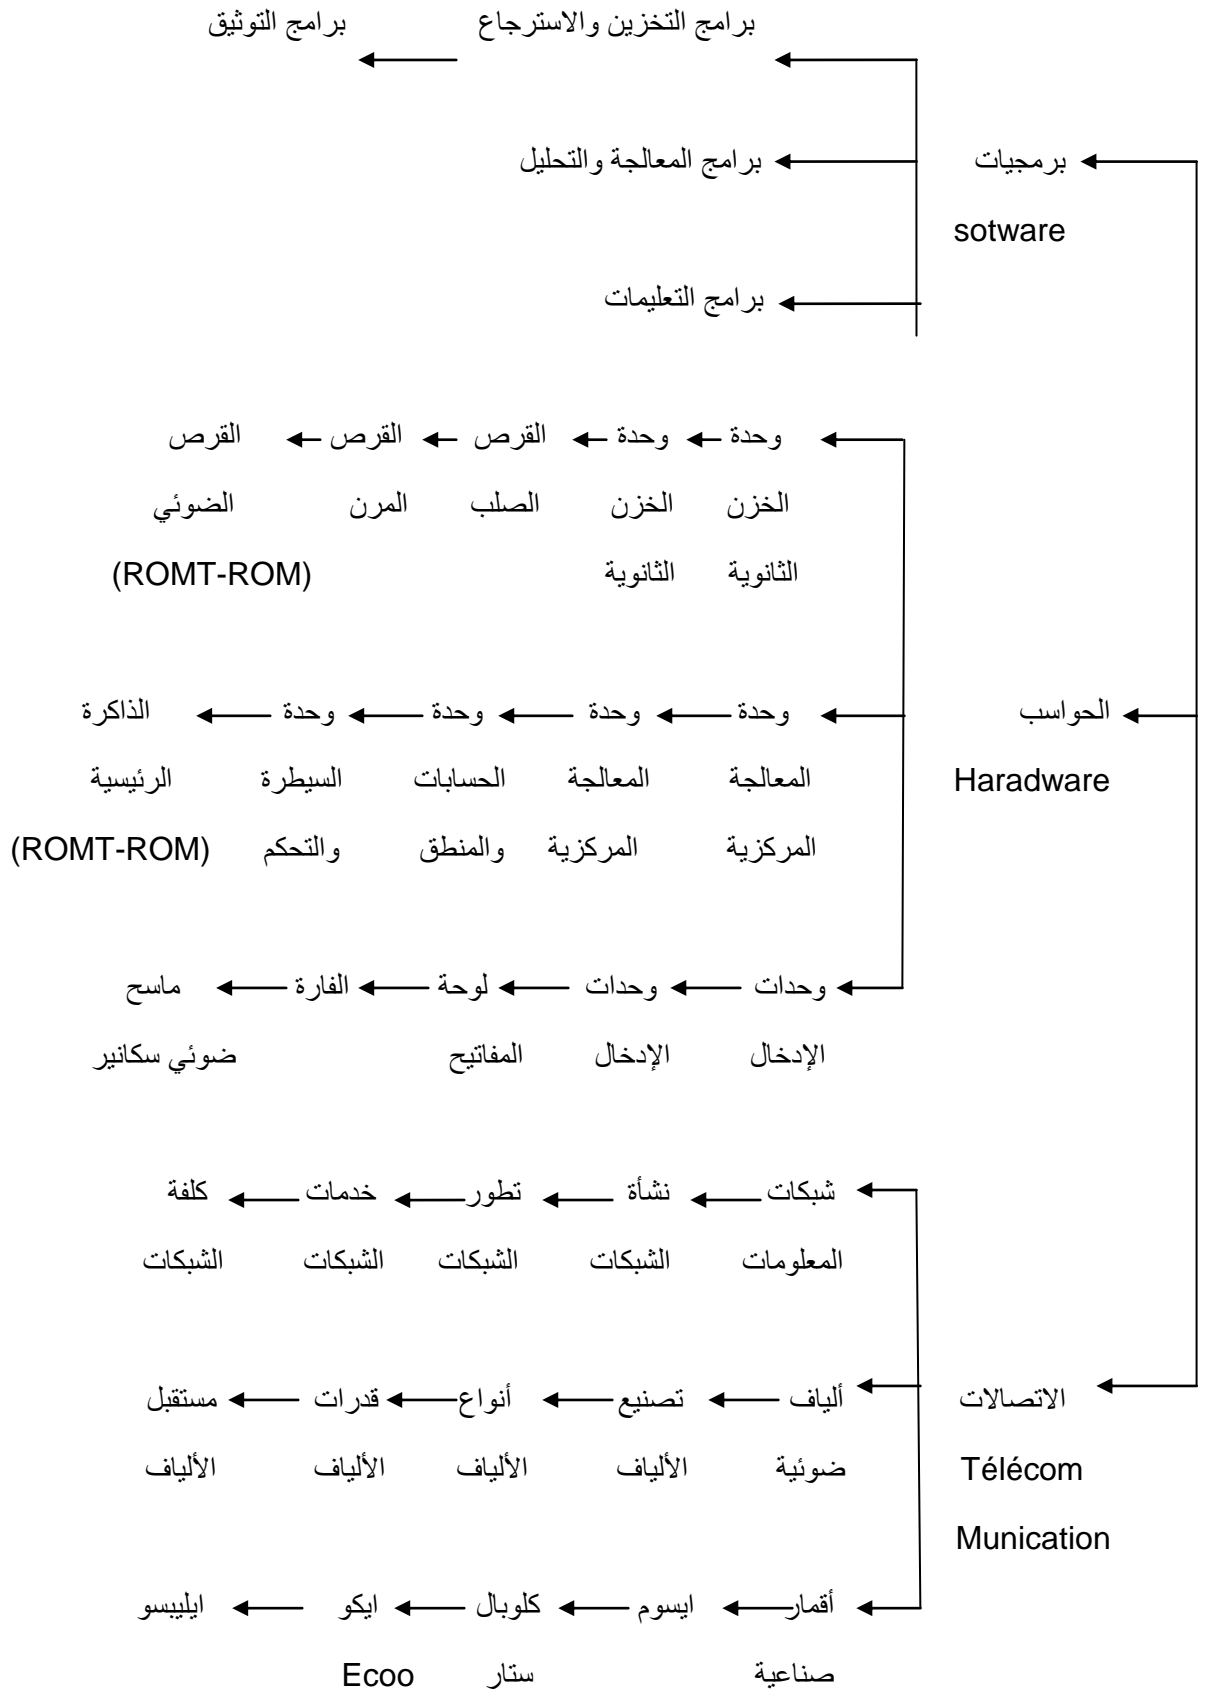 برامج التخزين والاسترجاع برامج التوثيق
برمجيات برامج المعالجة والتحليل
sotware
برامج التعليمات
وحدة وحدة القرص القرص القرص
الخزن الخزن الصلب المرن الضوئي
الثانوية الثانوية (ROMT-ROM)
الحواسب وحدة وحدة وحدة وحدة الذاكرة
Haradware المعالجة المعالجة الحسابات السيطرة الرئيسية
المركزية المركزية والمنطق والتحكم (ROMT-ROM)
وحدات وحدات لوحة الفارة ماسح
الإدخال الإدخال المفاتيح ضوئي سكانير
شبكات نشأة تطور خدمات كلفة
المعلومات الشبكات الشبكات الشبكات الشبكات
الاتصالات ألياف تصنيع أنواع قدرات مستقبل
Télécom ضوئية الألياف الألياف الألياف الألياف
Munication
أقمار ايسوم كلوبال ايكو ايليبسو
صناعية ستار Ecoo